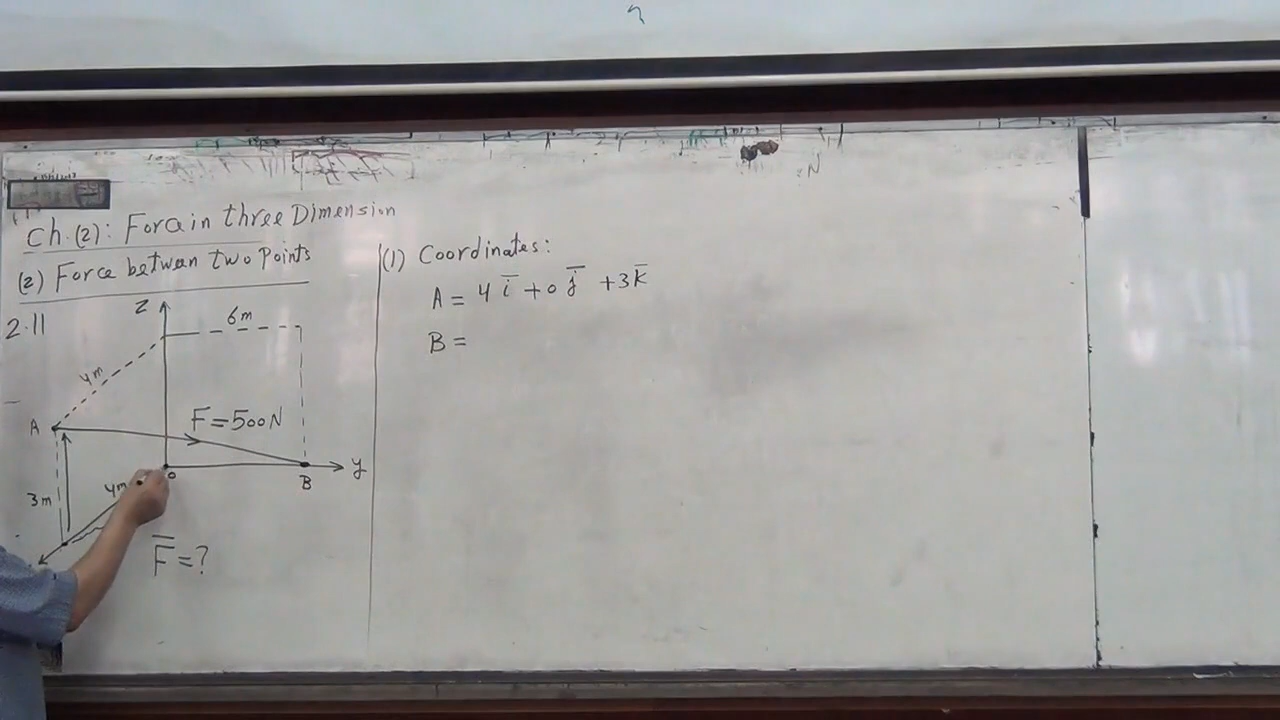 Ch.(2): Force in three Dimension
(2) Force between two points
2.11
Z
6m
4m
A
F=500N
O
B
y
3m
4m
F̅=?
(1) Coordinates:
A = 4 i̅ + 0 j̅ + 3 k̅
B =
N